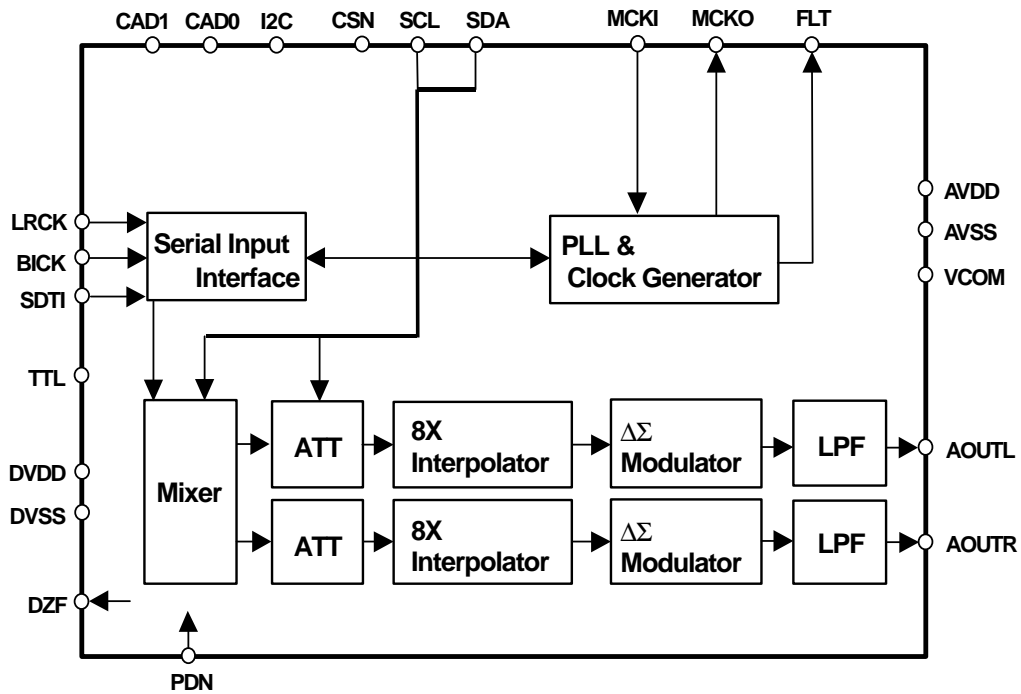 CAD1 CAD0 I2C CSN SCL SDA MCKI MCKO FLT
LRCK
BICK
SDTI
TTL
DVDD
DVSS
DZF
PDN
Serial Input
Interface
PLL &
Clock Generator
AVDD
AVSS
VCOM
Mixer
ATT
8X
Interpolator
ΔΣ
Modulator
LPF
AOUTL
ATT
8X
Interpolator
ΔΣ
Modulator
LPF
AOUTR